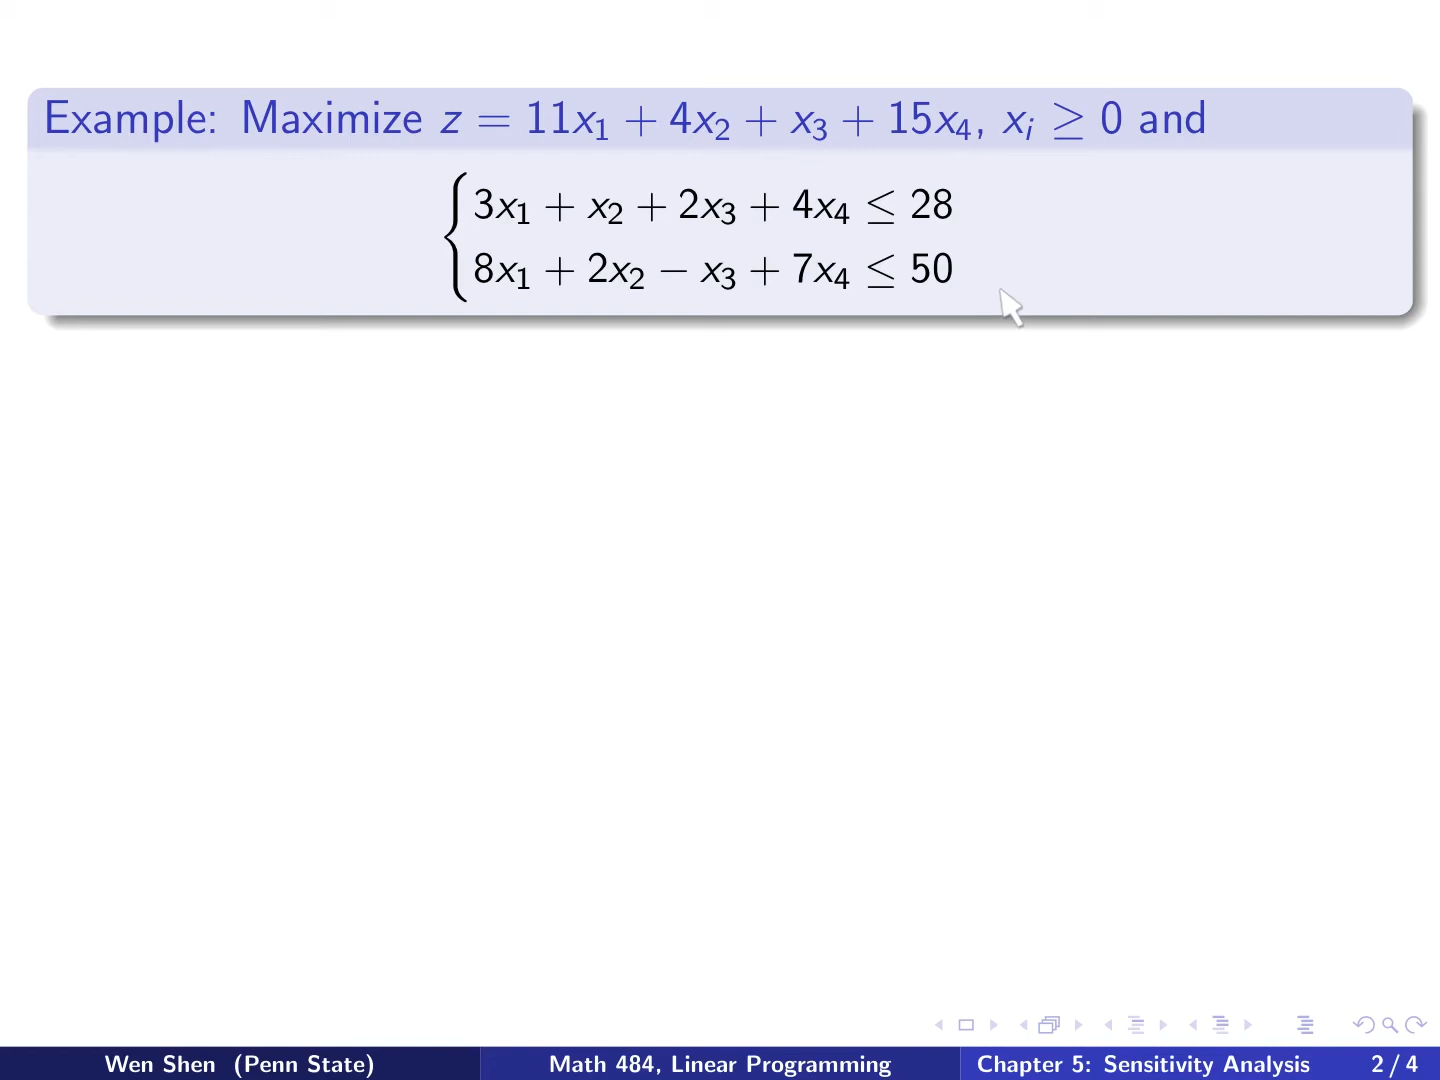 Example: Maximize z = 11x₁ + 4x₂ + x₃ + 15x₄, xᵢ ≥ 0 and
3x₁ + x₂ + 2x₃ + 4x₄ ≤ 28
8x₁ + 2x₂ − x₃ + 7x₄ ≤ 50
Wen Shen (Penn State) Math 484, Linear Programming Chapter 5: Sensitivity Analysis 2 / 4